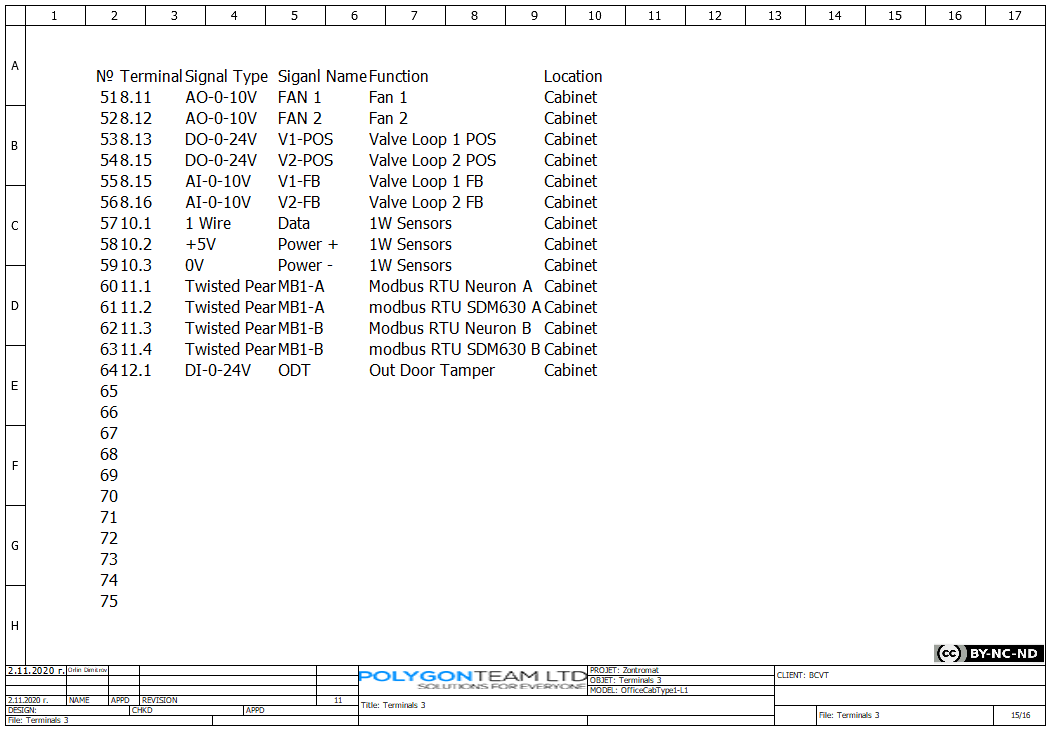 1 2 3 4 5 6 7 8 9 10 11 12 13 14 15 16 17
A
B
C
D
E
F
G
H
№ Terminal Signal Type Siganl Name Function Location
51 8.11 AO-0-10V FAN 1 Fan 1 Cabinet
52 8.12 AO-0-10V FAN 2 Fan 2 Cabinet
53 8.13 DO-0-24V V1-POS Valve Loop 1 POS Cabinet
54 8.15 DO-0-24V V2-POS Valve Loop 2 POS Cabinet
55 8.15 AI-0-10V V1-FB Valve Loop 1 FB Cabinet
56 8.16 AI-0-10V V2-FB Valve Loop 2 FB Cabinet
57 10.1 1 Wire Data 1W Sensors Cabinet
58 10.2 +5V Power + 1W Sensors Cabinet
59 10.3 0V Power - 1W Sensors Cabinet
60 11.1 Twisted Pear MB1-A Modbus RTU Neuron A Cabinet
61 11.2 Twisted Pear MB1-A modbus RTU SDM630 A Cabinet
62 11.3 Twisted Pear MB1-B Modbus RTU Neuron B Cabinet
63 11.4 Twisted Pear MB1-B modbus RTU SDM630 B Cabinet
64 12.1 DI-0-24V ODT Out Door Tamper Cabinet
65
66
67
68
69
70
71
72
73
74
75
cc BY-NC-ND
2.11.2020 г. Orlin Dimitrov
2.11.2020 г. NAME APPD REVISION 11
DESIGN: CHKD APPD
File: Terminals 3
POLYGONTEAM LTD
SOLUTIONS FOR EVERYONE
Title: Terminals 3
PROJET: Zontromat
OBJET: Terminals 3
MODEL: OfficeCabType1-L1
CLIENT: BCVT
File: Terminals 3 15/16